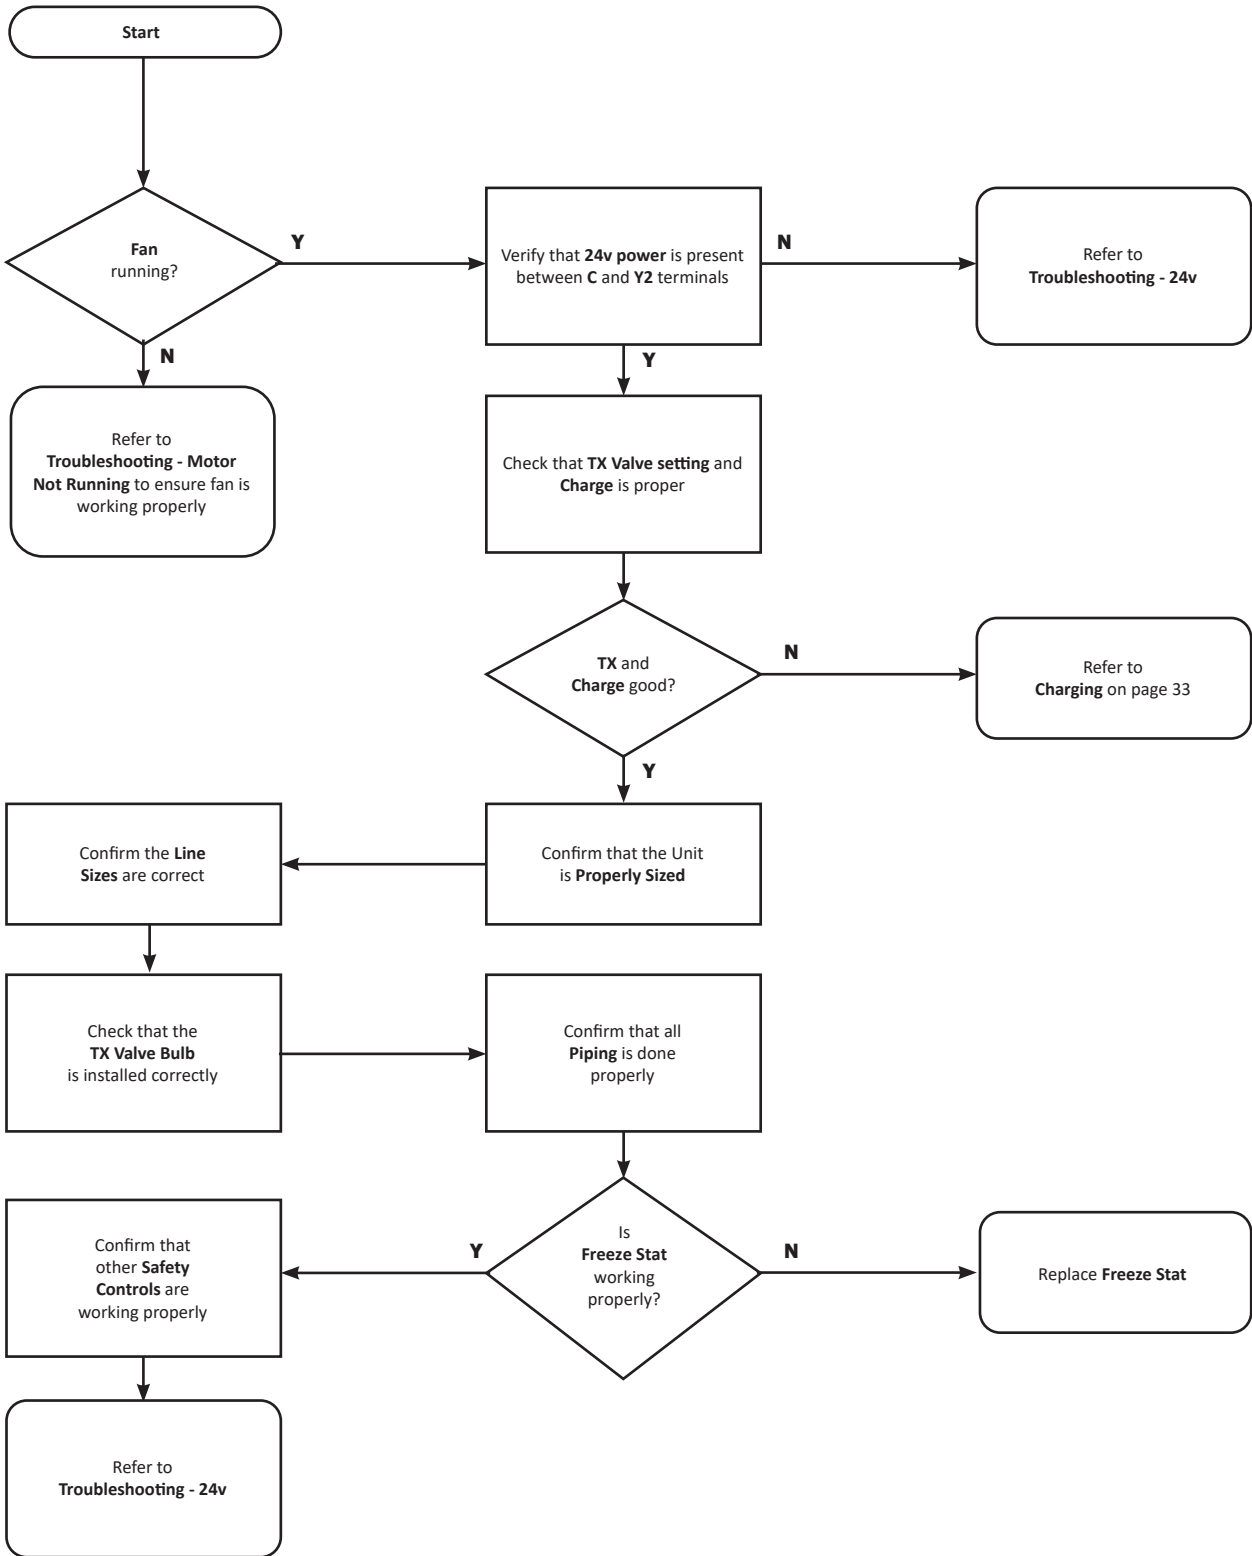 Start
Fan
running?
Y
Verify that 24v power is present
between C and Y2 terminals
N
Refer to
Troubleshooting - 24v
N
Refer to
Troubleshooting - Motor
Not Running to ensure fan is
working properly
Y
Check that TX Valve setting and
Charge is proper
TX and
Charge good?
N
Refer to
Charging on page 33
Y
Confirm that the Unit
is Properly Sized
Confirm the Line
Sizes are correct
Check that the
TX Valve Bulb
is installed correctly
Confirm that all
Piping is done
properly
Is
Freeze Stat
working
properly?
N
Replace Freeze Stat
Y
Confirm that
other Safety
Controls are
working properly
Refer to
Troubleshooting - 24v